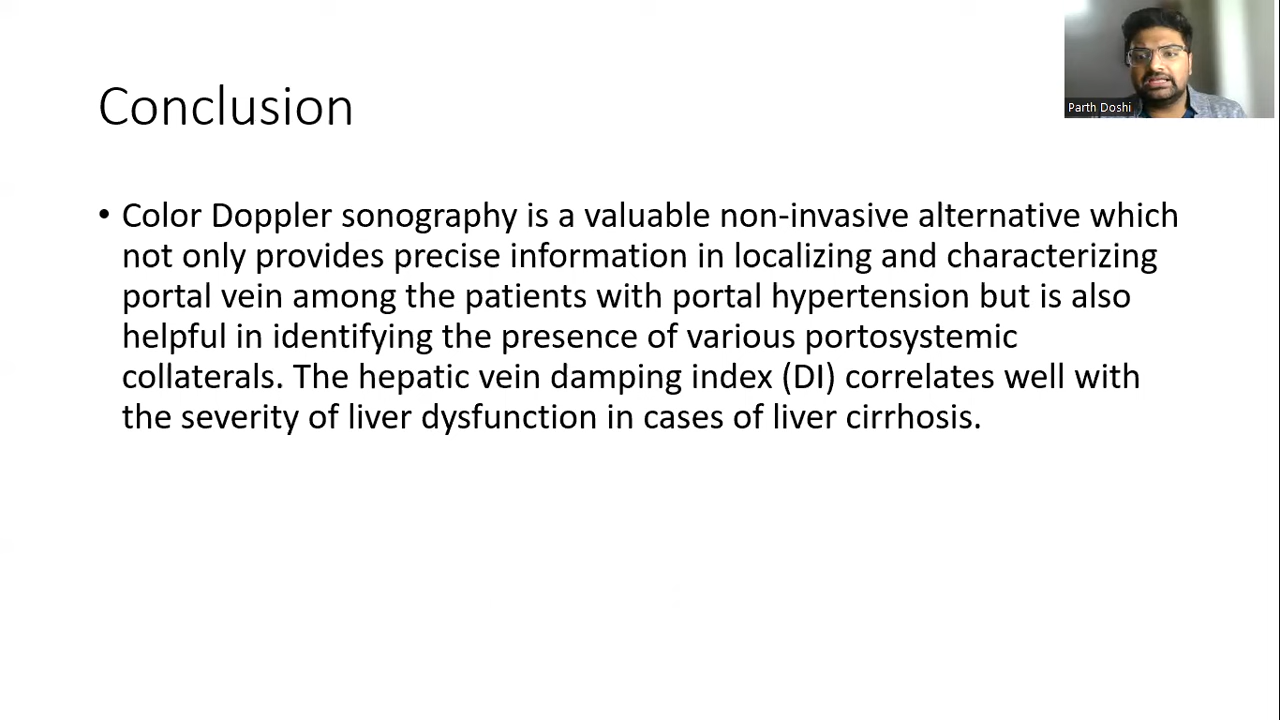 Conclusion
Parth Doshi
• Color Doppler sonography is a valuable non-invasive alternative which
not only provides precise information in localizing and characterizing
portal vein among the patients with portal hypertension but is also
helpful in identifying the presence of various portosystemic
collaterals. The hepatic vein damping index (DI) correlates well with
the severity of liver dysfunction in cases of liver cirrhosis.